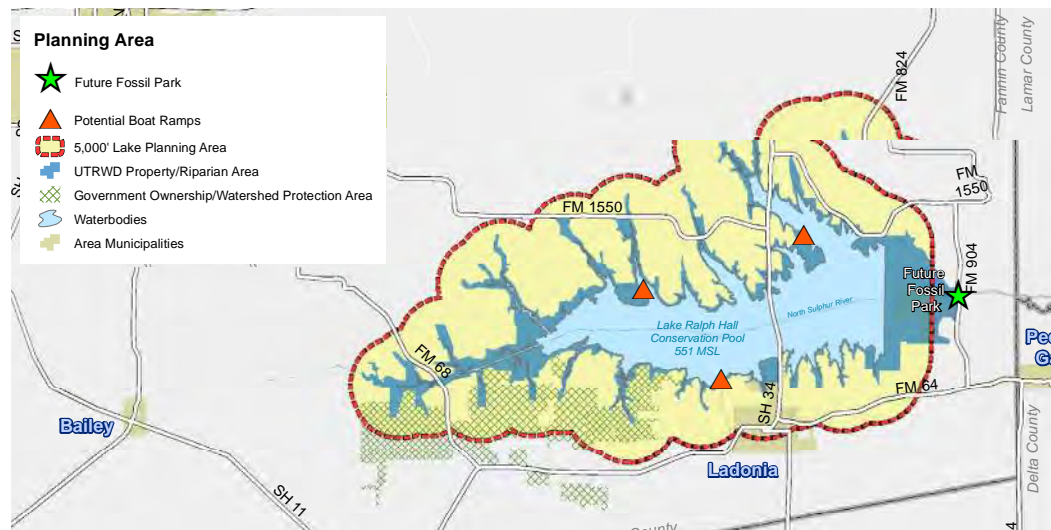 Planning Area
Future Fossil Park
Potential Boat Ramps
5,000' Lake Planning Area
UTRWD Property/Riparian Area
Government Ownership/Watershed Protection Area
Waterbodies
Area Municipalities
FM 824
Fannin County
Lamar County
FM 1550
FM
1550
FM 904
Future
Fossil
Park
North Sulphur River
Lake Ralph Hall
Conservation Pool
551 MSL
FM 68
SH 34
FM 64
Bailey
Ladonia
SH 11
Delta County
County